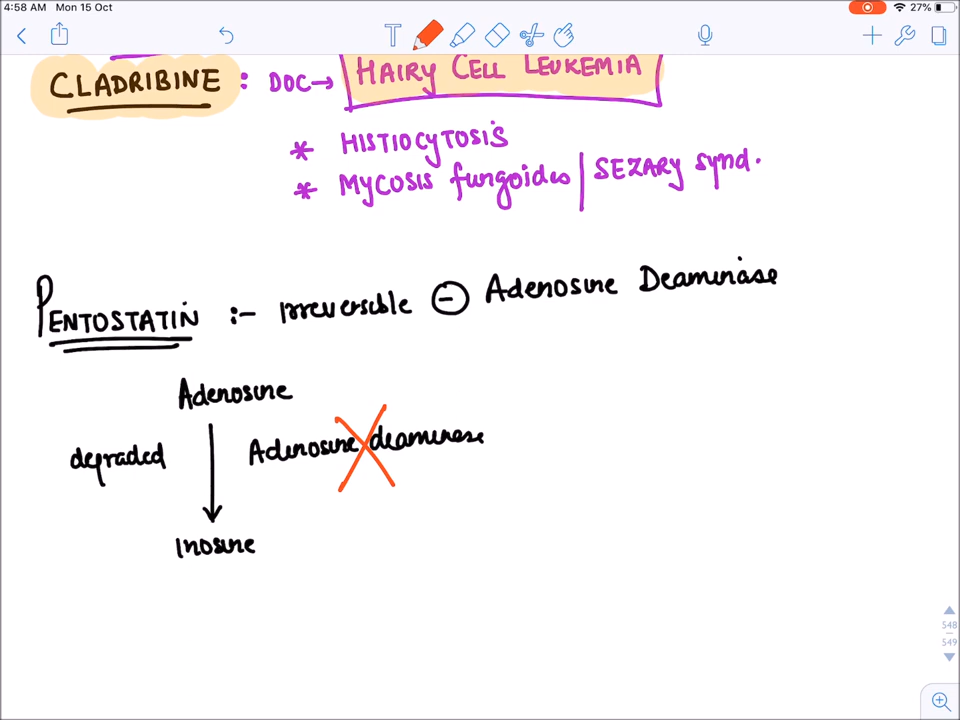 4:58 AM Mon 15 Oct 27%
T
CLADRIBINE : DOC→ HAIRY CELL LEUKEMIA
* HISTIOCYTOSIS
* MYCOSIS fungoides | SEZARY synd.
PENTOSTATIN :- Irreversible ⊖ Adenosine Deaminase
Adenosine
degraded Adenosine deaminase
Inosine
548
549